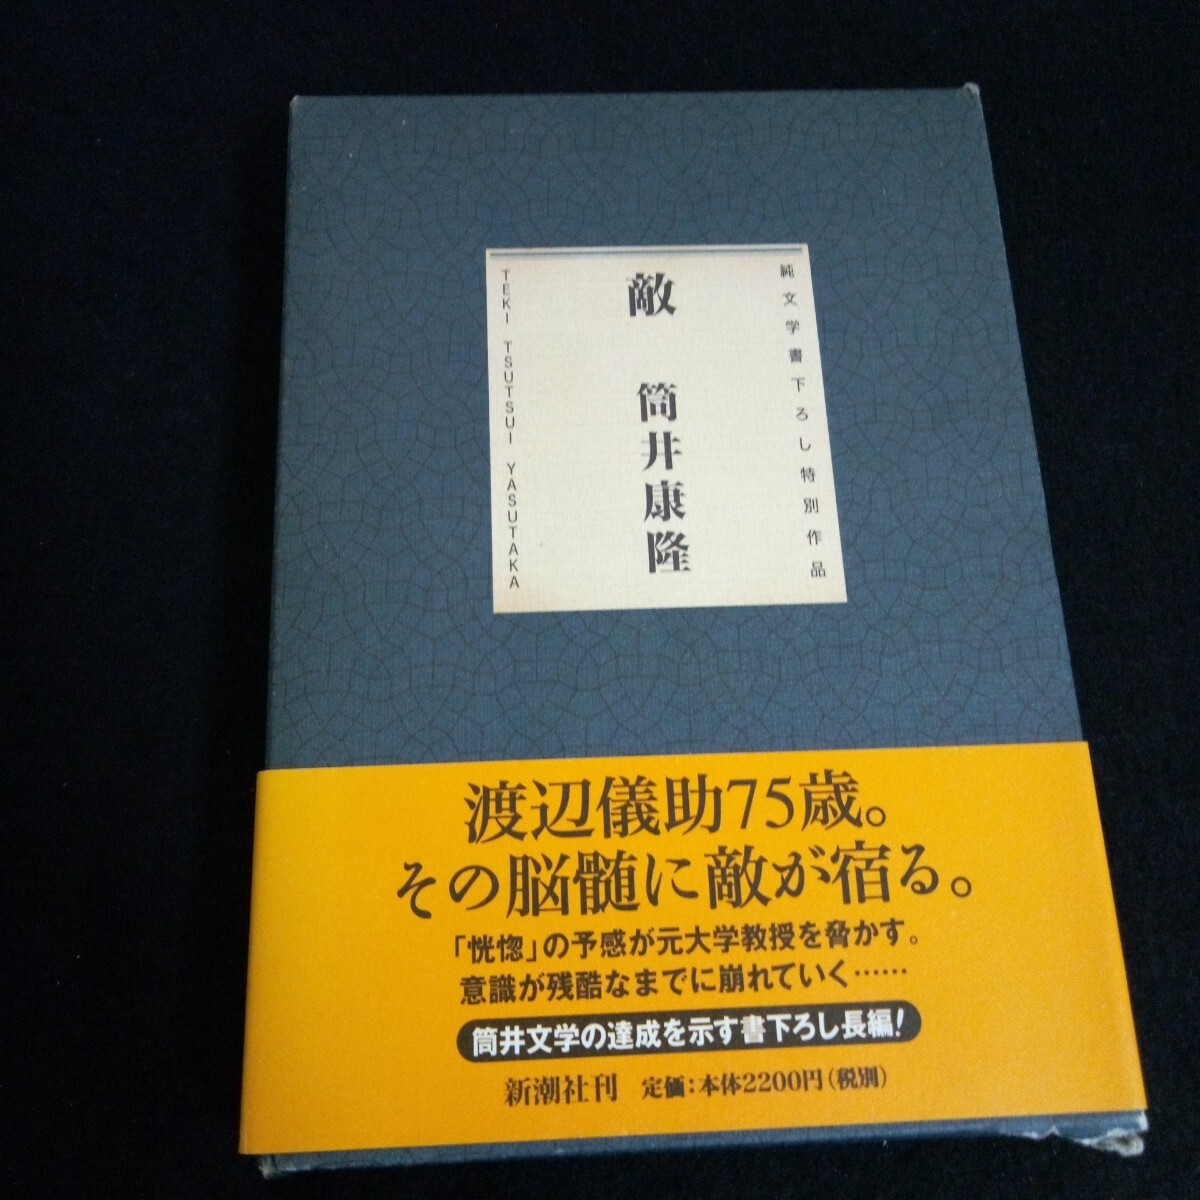 純文学書下ろし特別作品
敵　筒井康隆
TEKI TSUTSUI YASUTAKA
渡辺儀助75歳。
その脳髄に敵が宿る。
「恍惚」の予感が元大学教授を脅かす。
意識が残酷なまでに崩れていく……
筒井文学の達成を示す書下ろし長編!
新潮社刊　定価：本体2200円（税別）